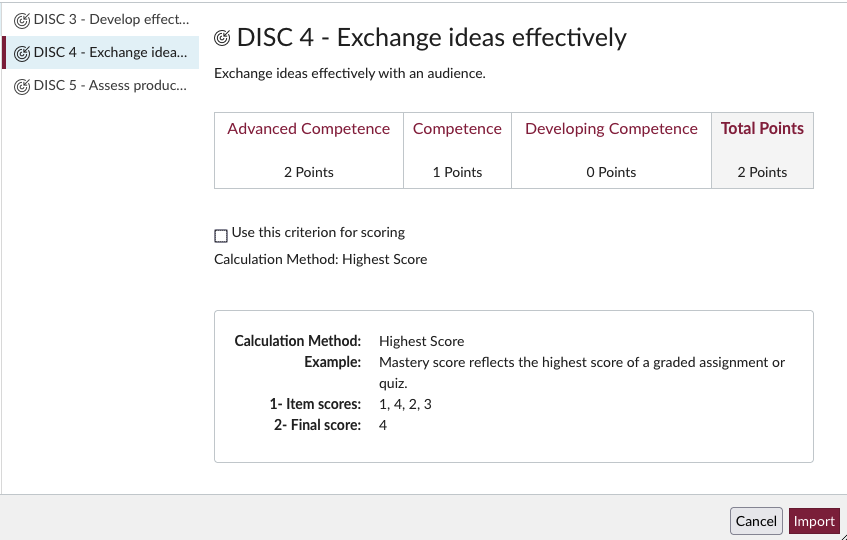 DISC 3 - Develop effect...
DISC 4 - Exchange idea...
DISC 5 - Assess produc...
DISC 4 - Exchange ideas effectively
Exchange ideas effectively with an audience.
Advanced Competence Competence Developing Competence Total Points
2 Points 1 Points 0 Points 2 Points
Use this criterion for scoring
Calculation Method: Highest Score
Calculation Method: Highest Score
Example: Mastery score reflects the highest score of a graded assignment or
quiz.
1- Item scores: 1, 4, 2, 3
2- Final score: 4
Cancel Import